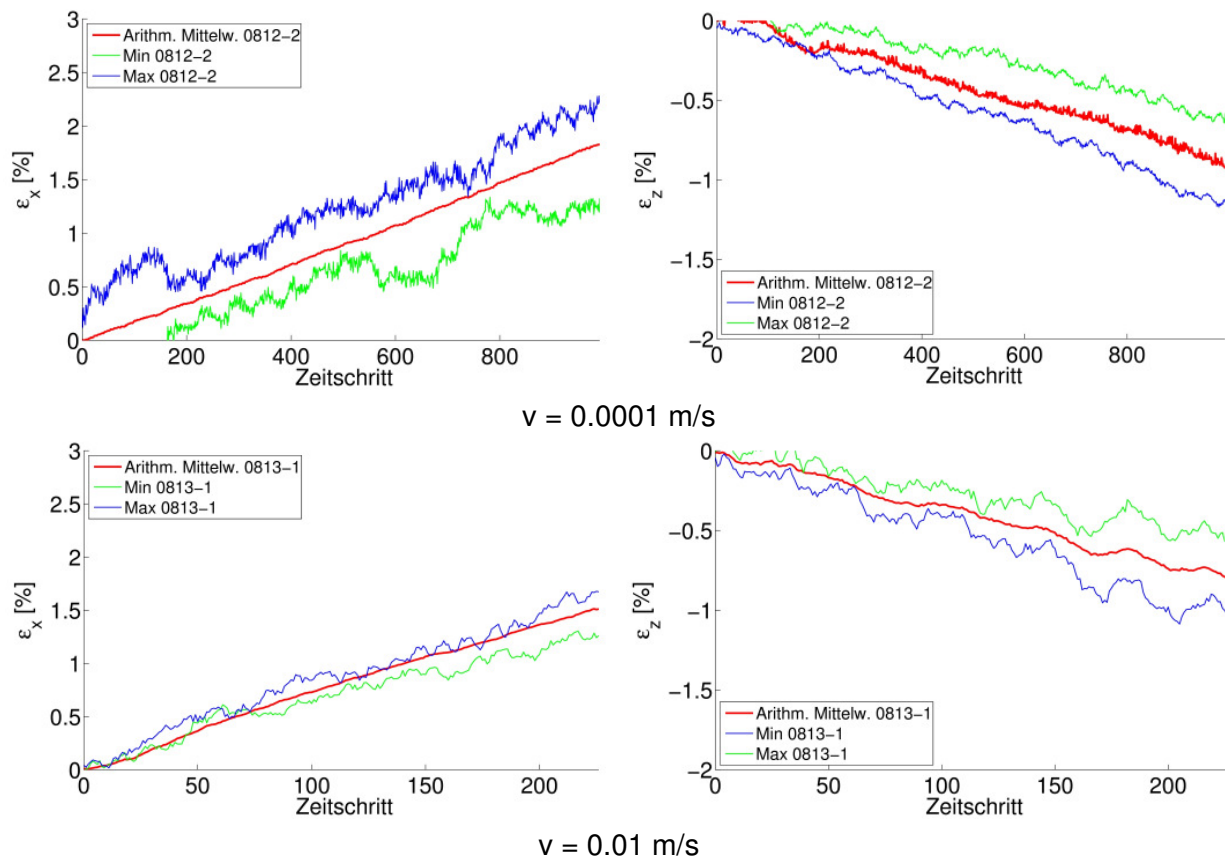 3
2.5
2
1.5
1
0.5
0
ε_x [%]
Arithm. Mittelw. 0812−2
Min 0812−2
Max 0812−2
0 200 400 600 800
Zeitschritt
0
−0.5
−1
−1.5
−2
ε_z [%]
Arithm. Mittelw. 0812−2
Min 0812−2
Max 0812−2
0 200 400 600 800
Zeitschritt
v = 0.0001 m/s
3
2.5
2
1.5
1
0.5
0
ε_x [%]
Arithm. Mittelw. 0813−1
Min 0813−1
Max 0813−1
0 50 100 150 200
Zeitschritt
0
−0.5
−1
−1.5
−2
ε_z [%]
Arithm. Mittelw. 0813−1
Min 0813−1
Max 0813−1
0 50 100 150 200
Zeitschritt
v = 0.01 m/s